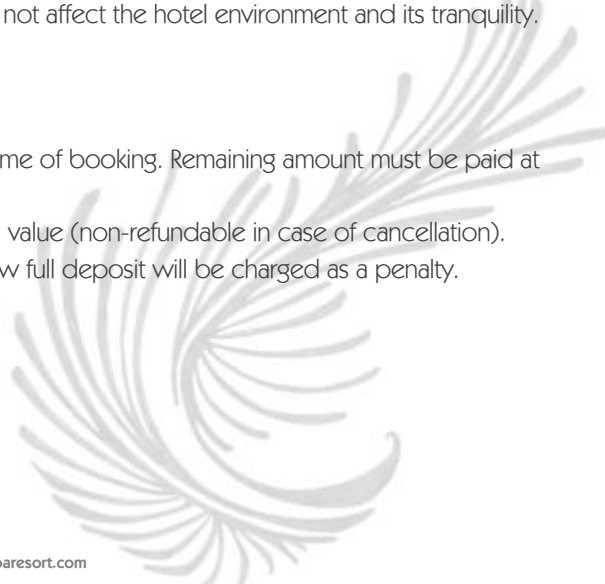 not affect the hotel environment and its tranquility.
me of booking. Remaining amount must be paid at
value (non-refundable in case of cancellation).
w full deposit will be charged as a penalty.
aresort.com